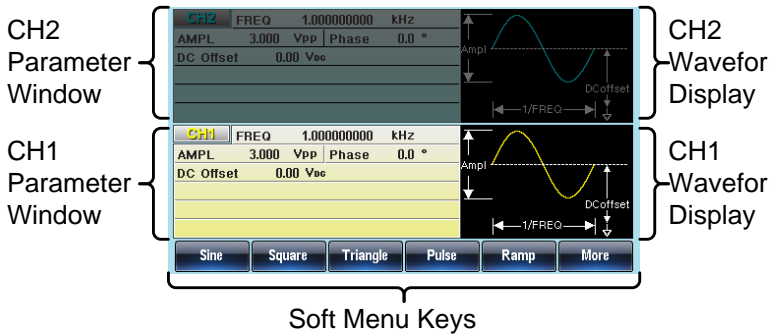 CH2
Parameter
Window
CH2 FREQ 1.000000000 kHz
AMPL 3.000 VPP Phase 0.0 °
DC Offset 0.00 VDC
Ampl
DCoffset
1/FREQ
CH2
Wavefor
Display
CH1
Parameter
Window
CH1 FREQ 1.000000000 kHz
AMPL 3.000 VPP Phase 0.0 °
DC Offset 0.00 VDC
Ampl
DCoffset
1/FREQ
CH1
Wavefor
Display
Sine Square Triangle Pulse Ramp More
Soft Menu Keys